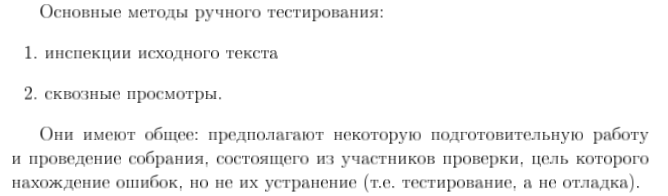 Основные методы ручного тестирования:
1. инспекции исходного текста
2. сквозные просмотры.
Они имеют общее: предполагают некоторую подготовительную работу
и проведение собрания, состоящего из участников проверки, цель которого
нахождение ошибок, но не их устранение (т.е. тестирование, а не отладка).